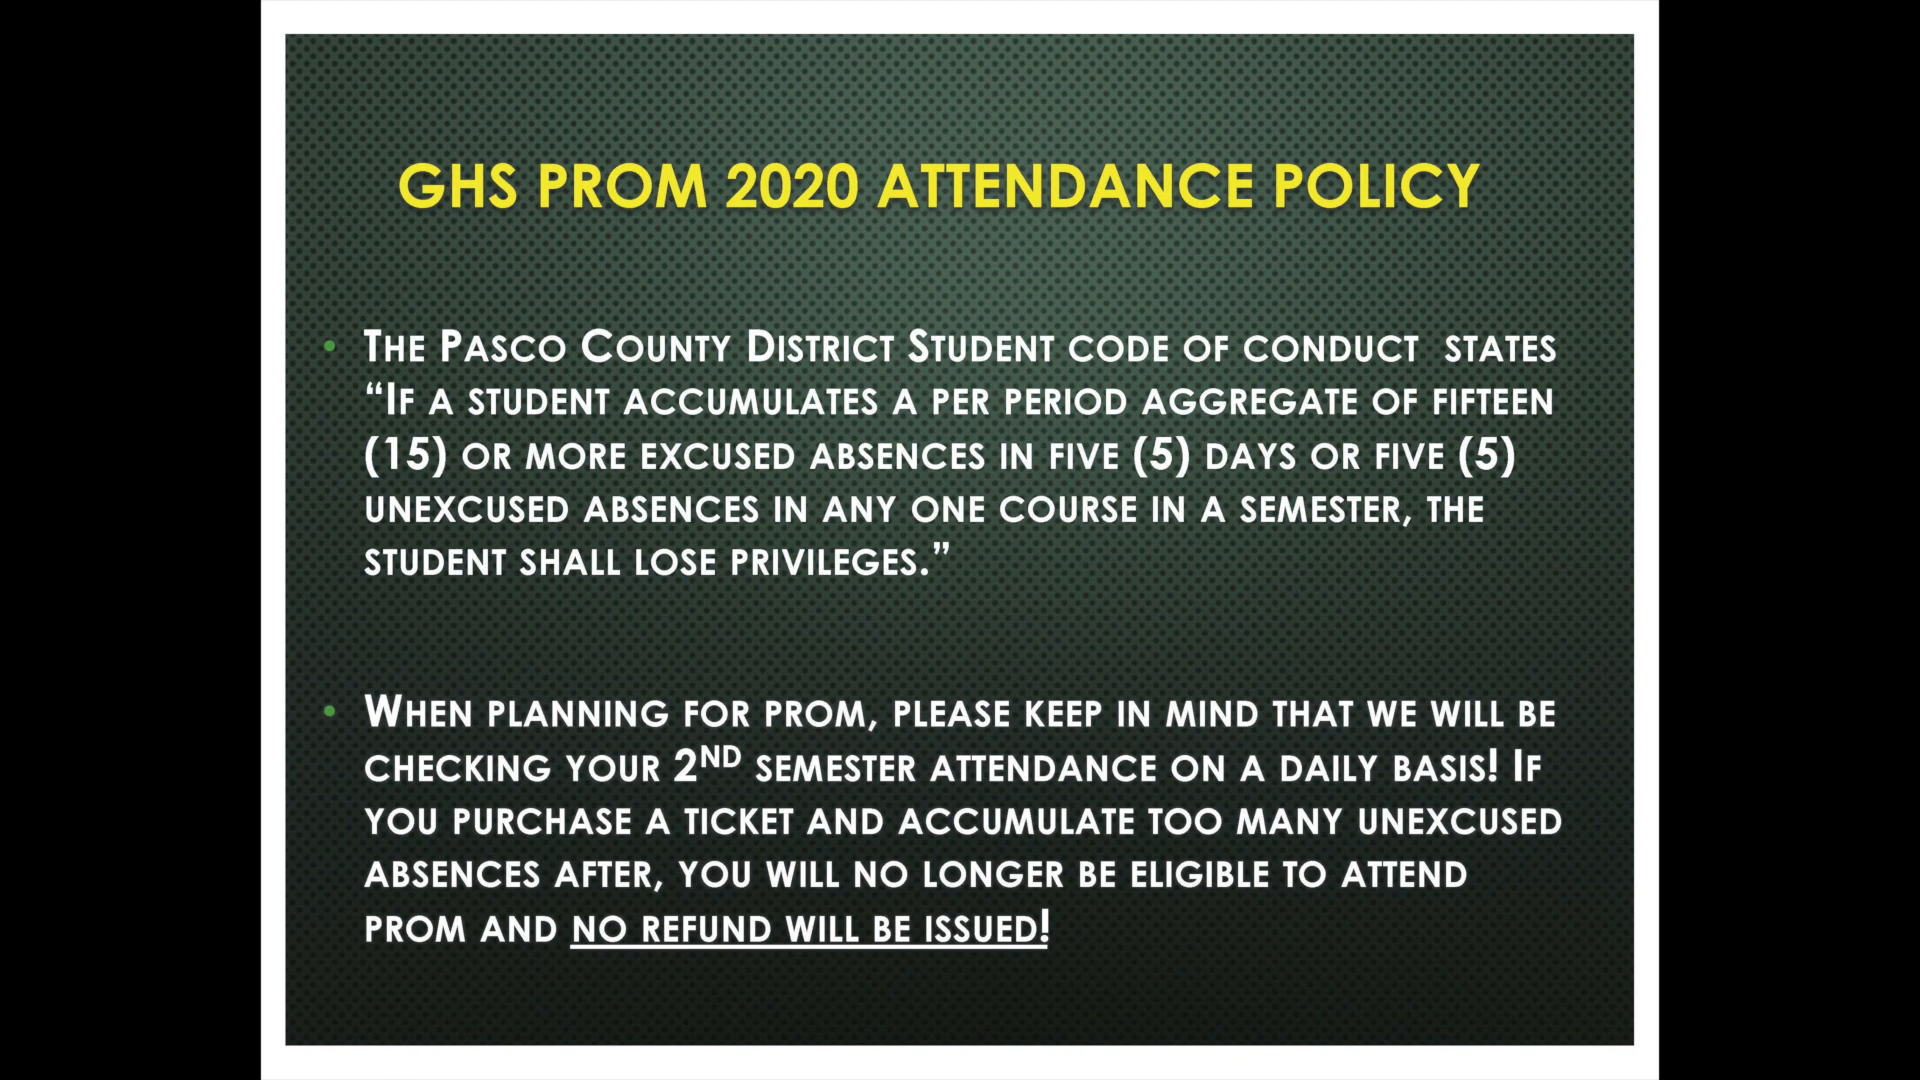 GHS PROM 2020 ATTENDANCE POLICY
• The Pasco County District Student code of conduct states
“If a student accumulates a per period aggregate of fifteen
(15) or more excused absences in five (5) days or five (5)
unexcused absences in any one course in a semester, the
student shall lose privileges.”
• When planning for prom, please keep in mind that we will be
checking your 2nd semester attendance on a daily basis! If
you purchase a ticket and accumulate too many unexcused
absences after, you will no longer be eligible to attend
prom and no refund will be issued!